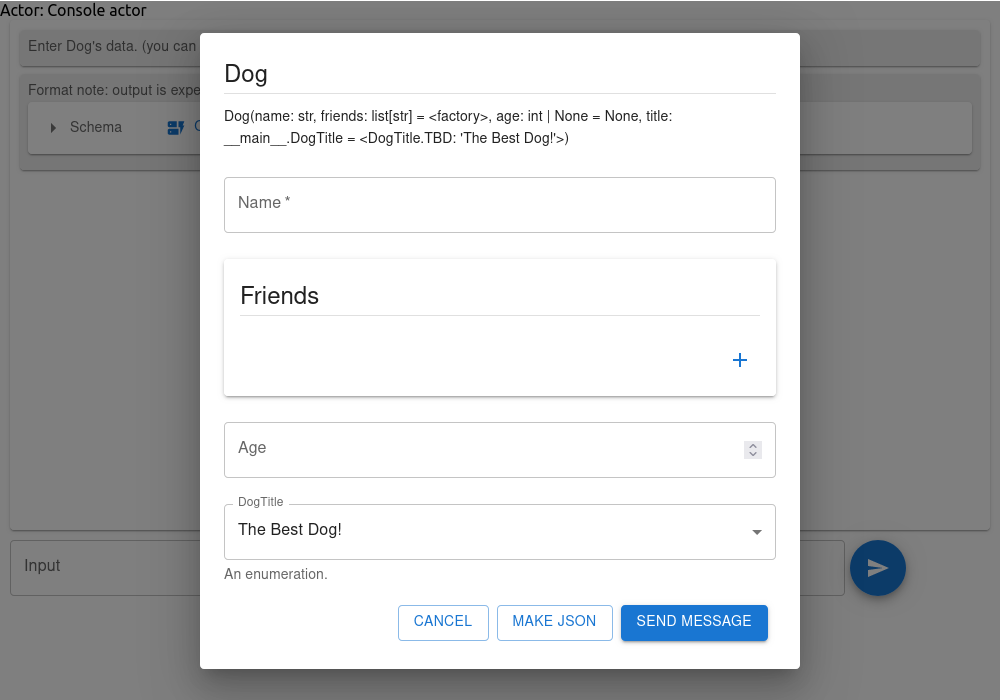 Actor: Console actor
Enter Dog's data. (you can
Format note: output is expe
Schema
Dog
Dog(name: str, friends: list[str] = <factory>, age: int | None = None, title:
__main__.DogTitle = <DogTitle.TBD: 'The Best Dog!'>)
Name *
Friends
Age
DogTitle
The Best Dog!
An enumeration.
Input
CANCEL
MAKE JSON
SEND MESSAGE